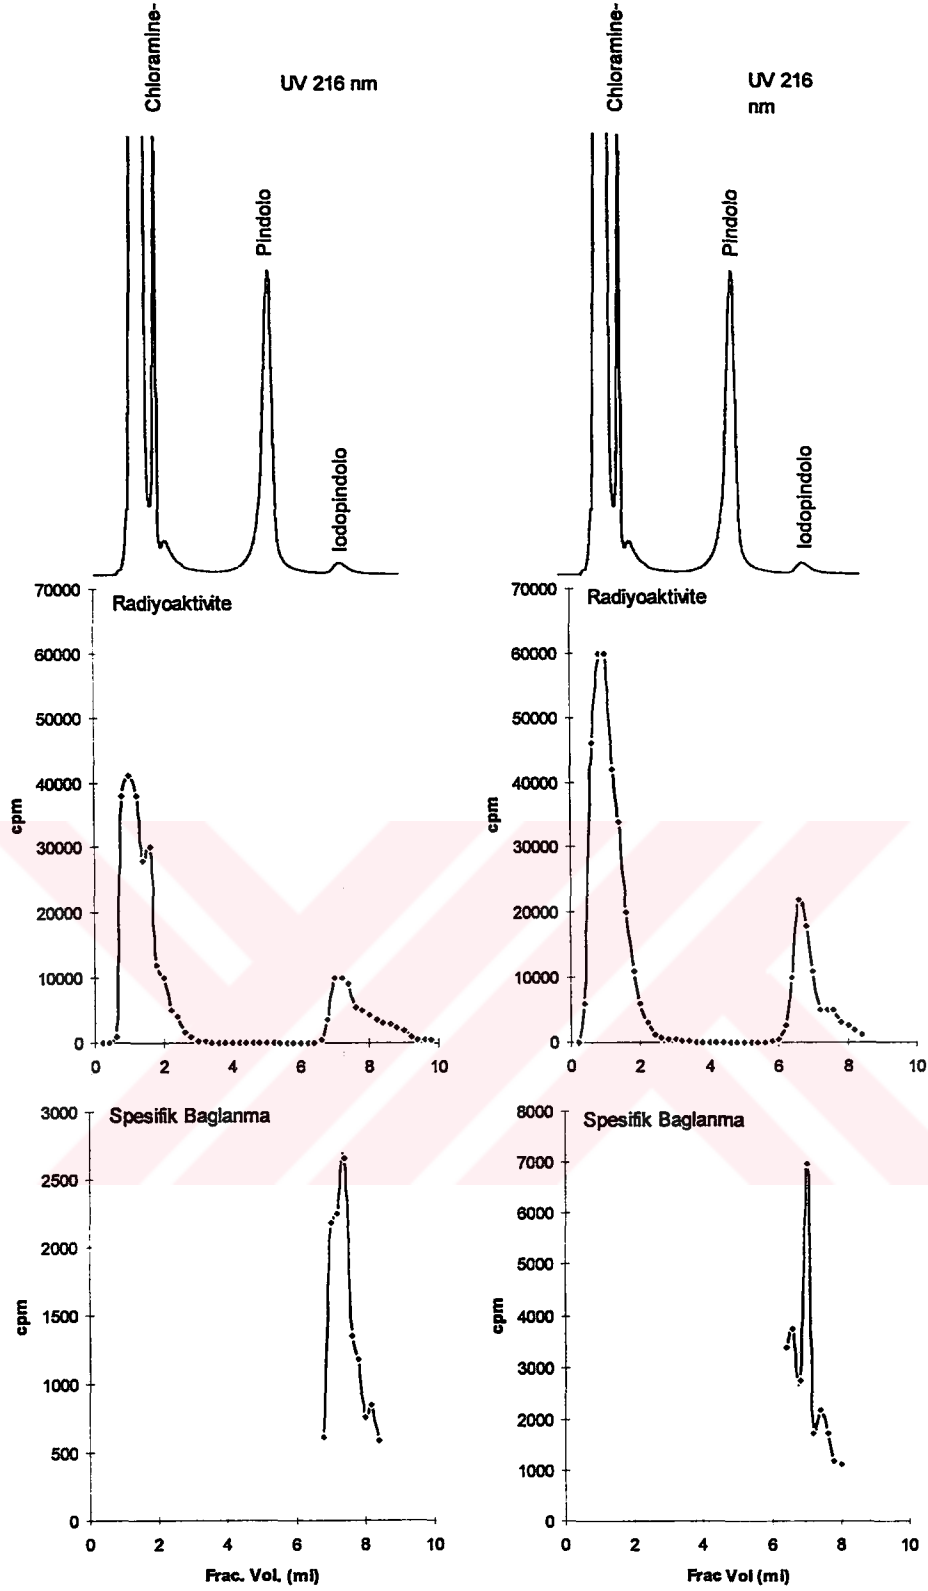 Chloramine-
UV 216 nm
Pindolo
Iodopindolo
Chloramine-
UV 216
nm
Pindolo
Iodopindolo
Radiyoaktivite
70000
60000
50000
40000
30000
20000
10000
0
cpm
0 2 4 6 8 10
Radiyoaktivite
70000
60000
50000
40000
30000
20000
10000
0
cpm
0 2 4 6 8 10
Spesifik Baglanma
3000
2500
2000
1500
1000
500
0
cpm
0 2 4 6 8 10
Frac. Vol. (ml)
Spesifik Baglanma
8000
7000
6000
5000
4000
3000
2000
1000
0
cpm
0 2 4 6 8 10
Frac Vol (ml)